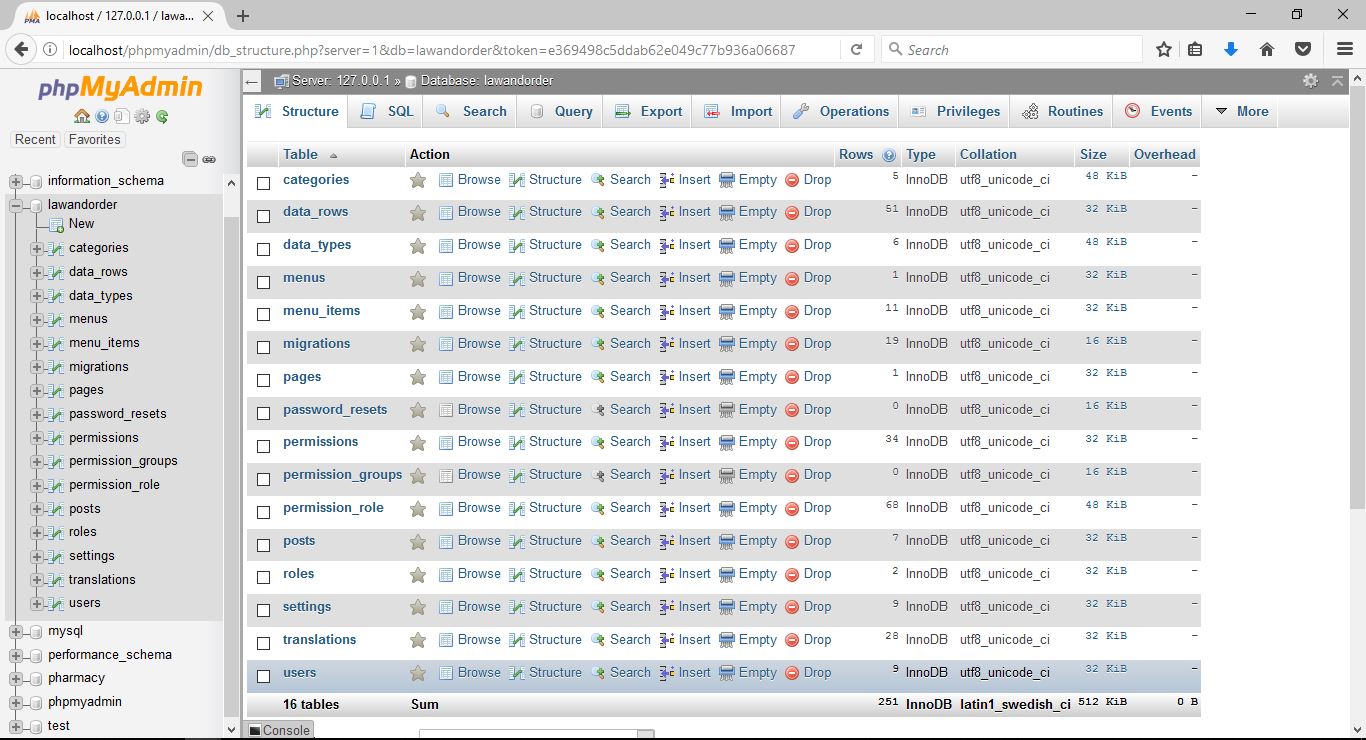 localhost / 127.0.0.1 / lawa...
localhost/phpmyadmin/db_structure.php?server=1&db=lawandorder&token=e369498c5ddab62e049c77b936a06687
Search
phpMyAdmin
Recent Favorites
information_schema
lawandorder
New
categories
data_rows
data_types
menus
menu_items
migrations
pages
password_resets
permissions
permission_groups
permission_role
posts
roles
settings
translations
users
mysql
performance_schema
pharmacy
phpmyadmin
test
Server: 127.0.0.1 » Database: lawandorder
Structure SQL Search Query Export Import Operations Privileges Routines Events More
Table Action Rows Type Collation Size Overhead
categories Browse Structure Search Insert Empty Drop 5 InnoDB utf8_unicode_ci 48 KiB -
data_rows Browse Structure Search Insert Empty Drop 51 InnoDB utf8_unicode_ci 32 KiB -
data_types Browse Structure Search Insert Empty Drop 6 InnoDB utf8_unicode_ci 48 KiB -
menus Browse Structure Search Insert Empty Drop 1 InnoDB utf8_unicode_ci 32 KiB -
menu_items Browse Structure Search Insert Empty Drop 11 InnoDB utf8_unicode_ci 32 KiB -
migrations Browse Structure Search Insert Empty Drop 19 InnoDB utf8_unicode_ci 16 KiB -
pages Browse Structure Search Insert Empty Drop 1 InnoDB utf8_unicode_ci 32 KiB -
password_resets Browse Structure Search Insert Empty Drop 0 InnoDB utf8_unicode_ci 16 KiB -
permissions Browse Structure Search Insert Empty Drop 34 InnoDB utf8_unicode_ci 32 KiB -
permission_groups Browse Structure Search Insert Empty Drop 0 InnoDB utf8_unicode_ci 16 KiB -
permission_role Browse Structure Search Insert Empty Drop 68 InnoDB utf8_unicode_ci 48 KiB -
posts Browse Structure Search Insert Empty Drop 7 InnoDB utf8_unicode_ci 32 KiB -
roles Browse Structure Search Insert Empty Drop 2 InnoDB utf8_unicode_ci 32 KiB -
settings Browse Structure Search Insert Empty Drop 9 InnoDB utf8_unicode_ci 32 KiB -
translations Browse Structure Search Insert Empty Drop 28 InnoDB utf8_unicode_ci 32 KiB -
users Browse Structure Search Insert Empty Drop 9 InnoDB utf8_unicode_ci 32 KiB -
16 tables Sum 251 InnoDB latin1_swedish_ci 512 KiB 0 B
Console